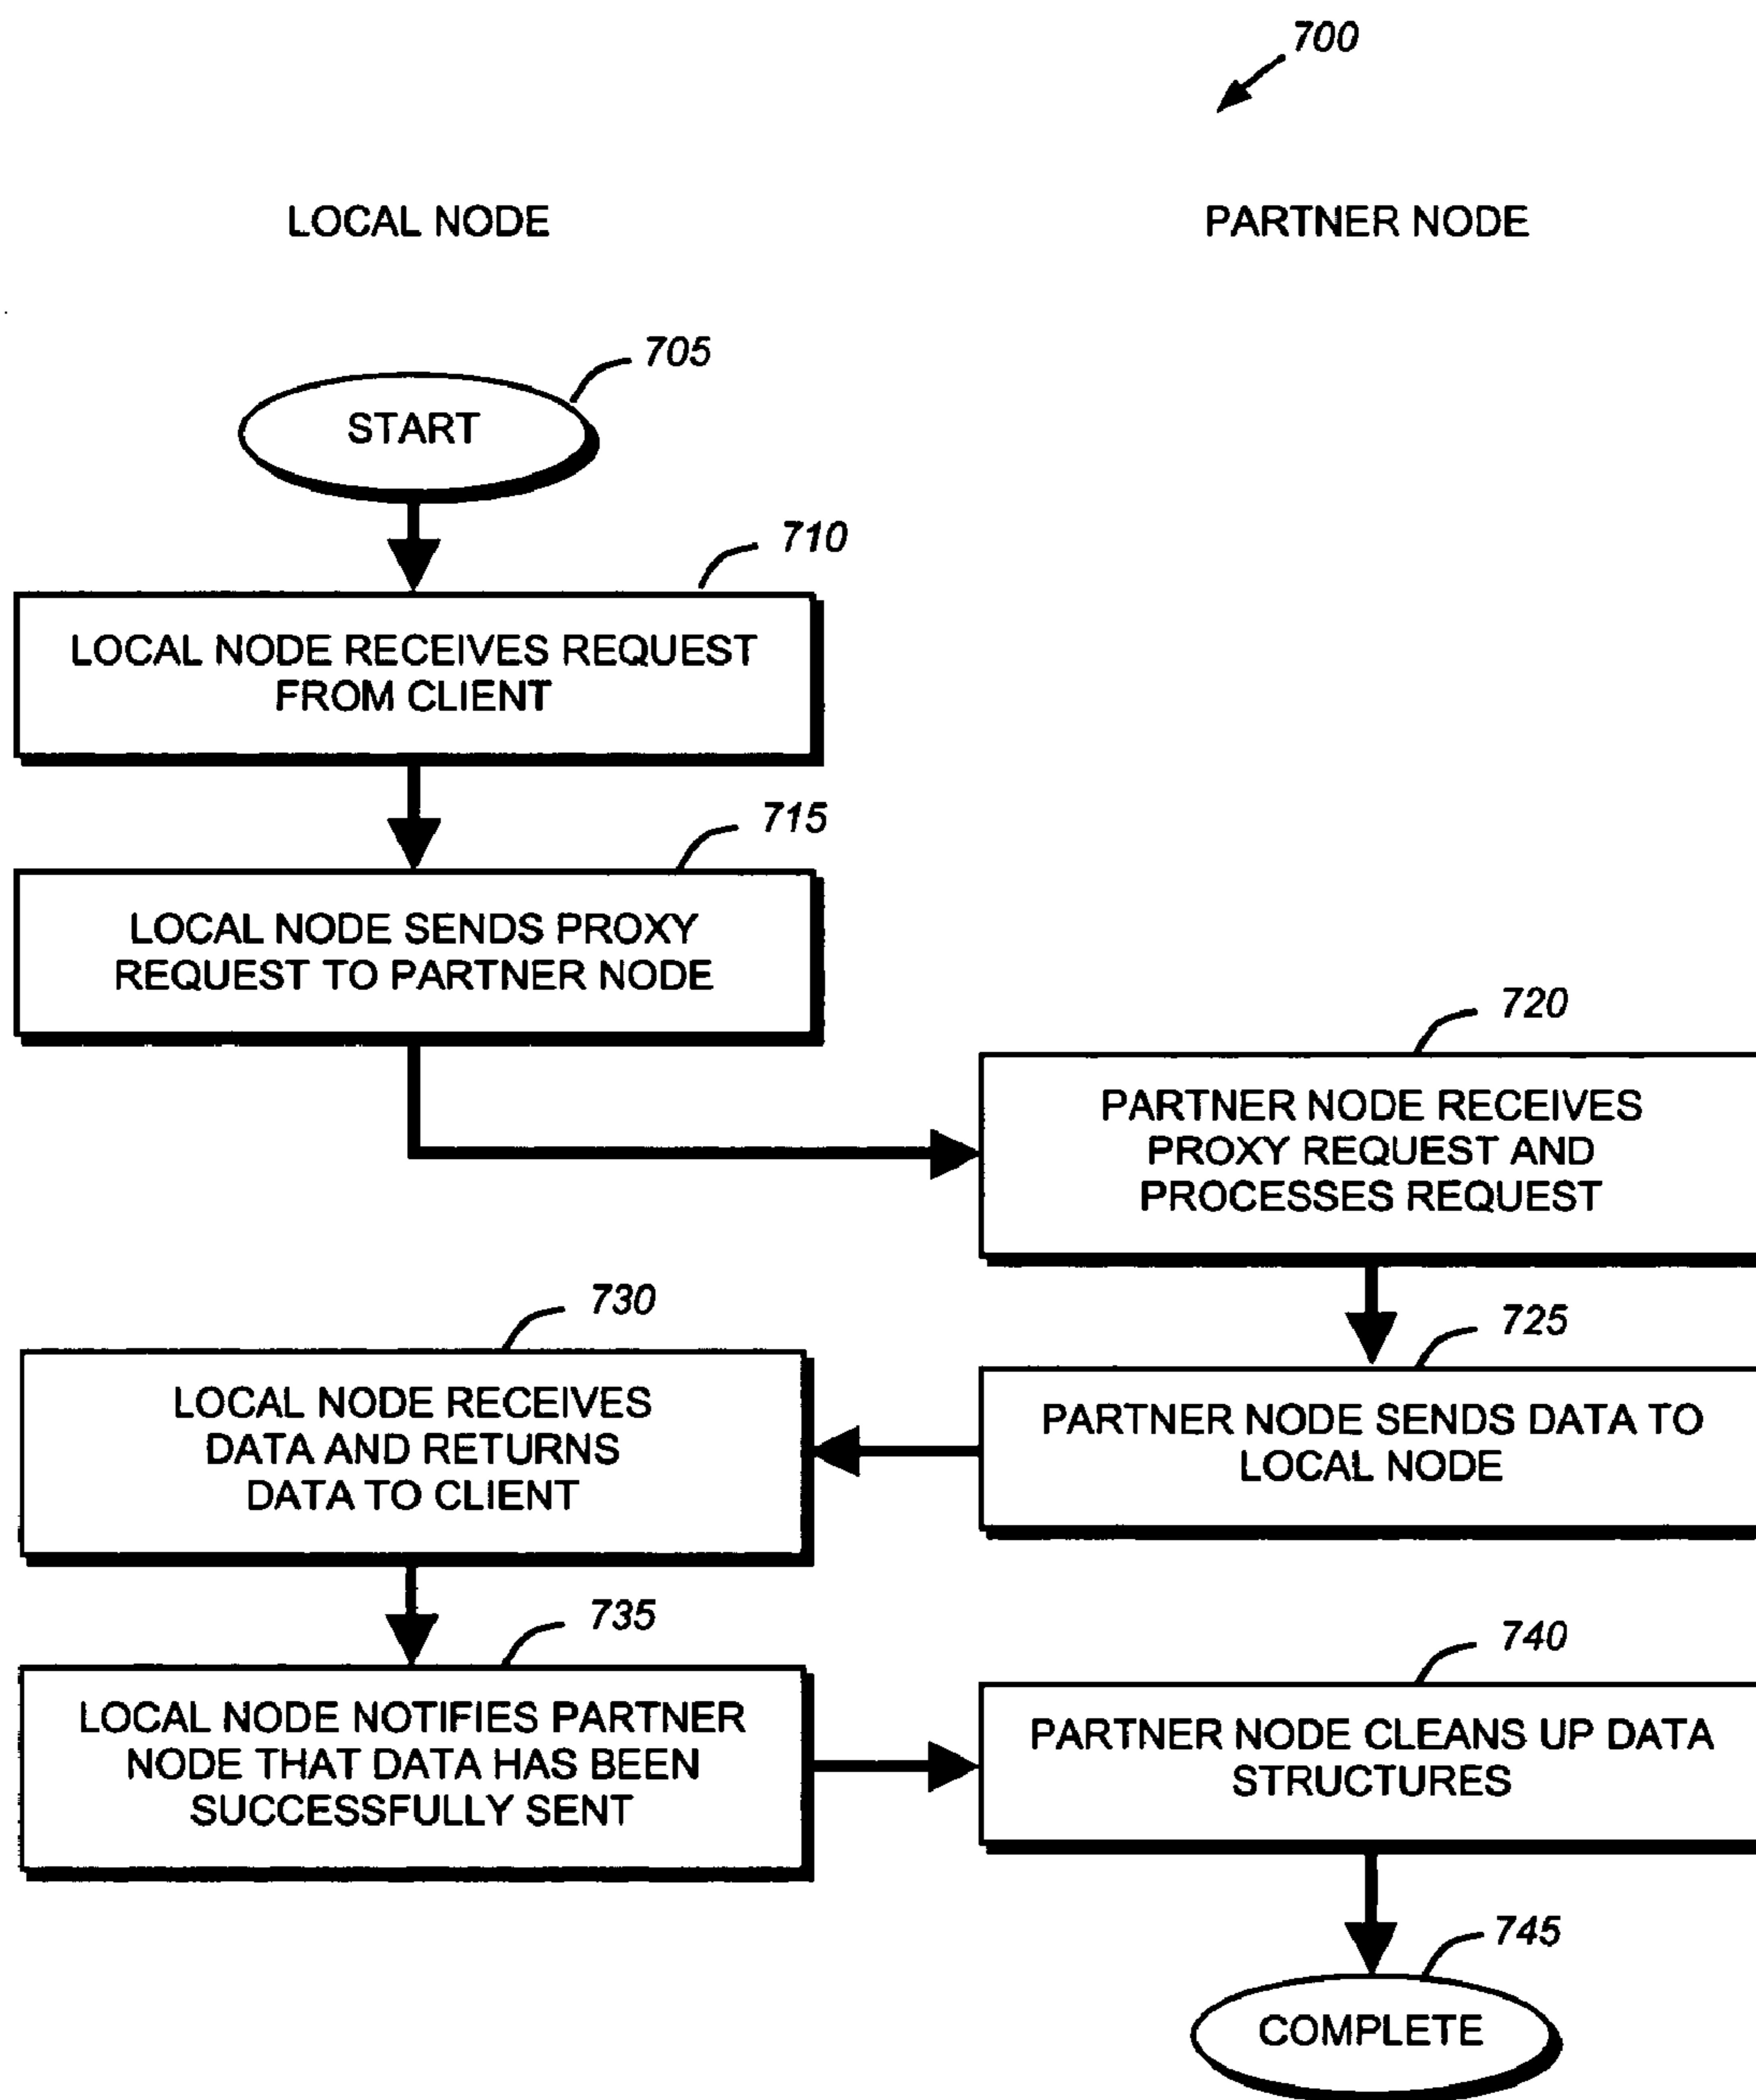 700
LOCAL NODE
PARTNER NODE
705
START
710
LOCAL NODE RECEIVES REQUEST
FROM CLIENT
715
LOCAL NODE SENDS PROXY
REQUEST TO PARTNER NODE
720
PARTNER NODE RECEIVES
PROXY REQUEST AND
PROCESSES REQUEST
725
PARTNER NODE SENDS DATA TO
LOCAL NODE
730
LOCAL NODE RECEIVES
DATA AND RETURNS
DATA TO CLIENT
735
LOCAL NODE NOTIFIES PARTNER
NODE THAT DATA HAS BEEN
SUCCESSFULLY SENT
740
PARTNER NODE CLEANS UP DATA
STRUCTURES
745
COMPLETE